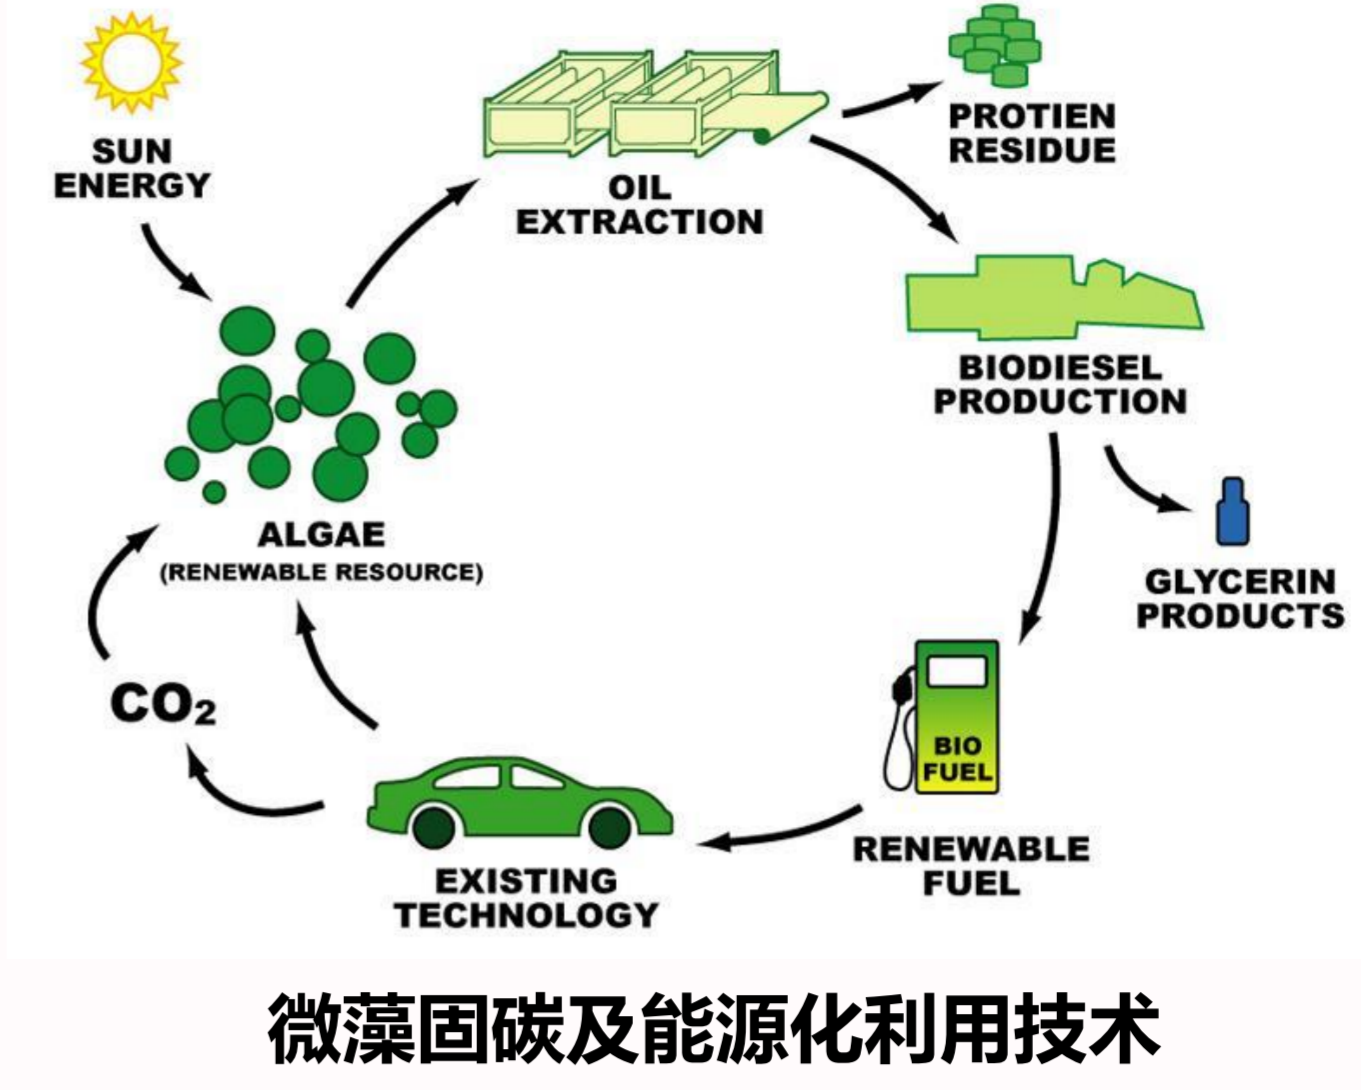 SUN
ENERGY
OIL
EXTRACTION
PROTIEN
RESIDUE
BIODIESEL
PRODUCTION
GLYCERIN
PRODUCTS
BIO
FUEL
RENEWABLE
FUEL
EXISTING
TECHNOLOGY
CO₂
ALGAE
(RENEWABLE RESOURCE)
微藻固碳及能源化利用技术